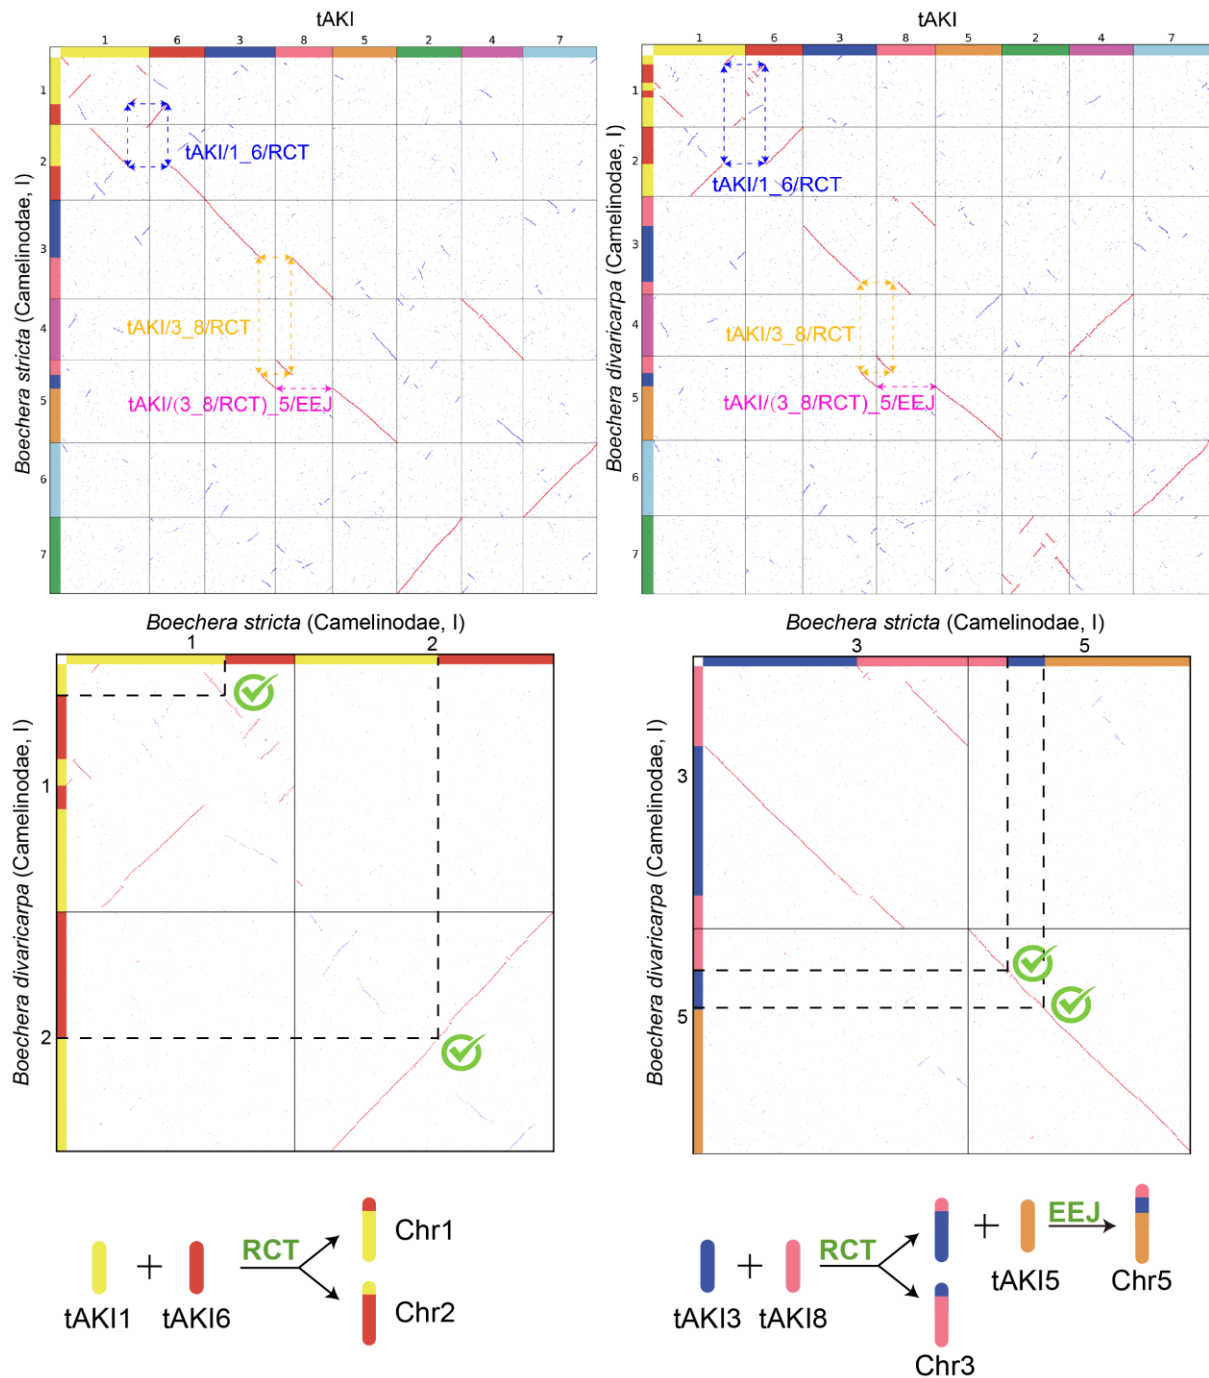 tAKI
1 6 3 8 5 2 4 7
Boechera stricta (Camelinodae, I)
1
2
3
4
5
6
7
tAKI/1_6/RCT
tAKI/3_8/RCT
tAKI/(3_8/RCT)_5/EEJ
tAKI
1 6 3 8 5 2 4 7
Boechera divaricarpa (Camelinodae, I)
1
2
3
4
5
6
7
tAKI/1_6/RCT
tAKI/3_8/RCT
tAKI/(3_8/RCT)_5/EEJ
Boechera stricta (Camelinodae, I)
1 2
Boechera divaricarpa (Camelinodae, I)
1
2
Boechera stricta (Camelinodae, I)
3 5
Boechera divaricarpa (Camelinodae, I)
3
5
tAKI1 + tAKI6
RCT
Chr1
Chr2
tAKI3 + tAKI8
RCT
+ tAKI5
EEJ
Chr5
Chr3